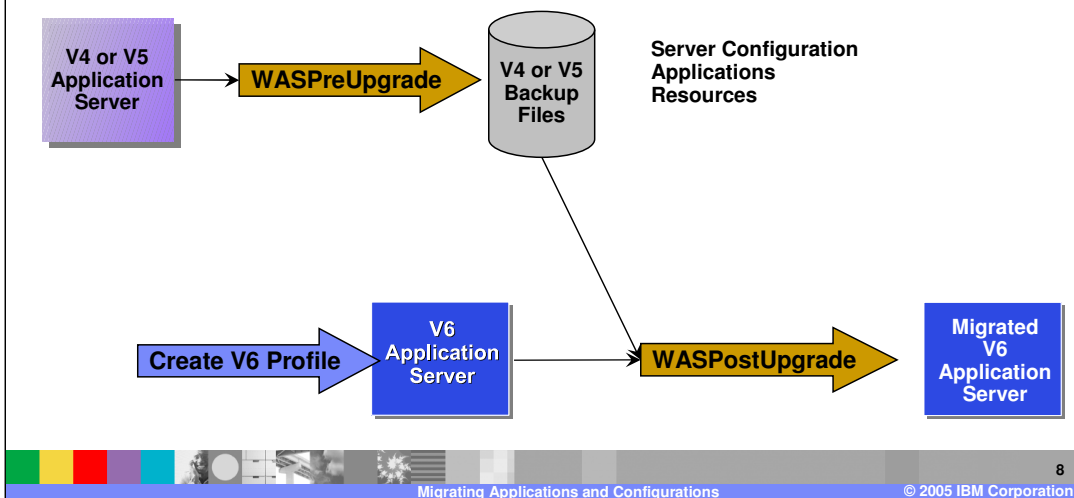 V4 or V5
Application
Server
WASPreUpgrade
V4 or V5
Backup
Files
Server Configuration
Applications
Resources
Create V6 Profile
V6
Application
Server
WASPostUpgrade
Migrated
V6
Application
Server
8
Migrating Applications and Configurations
© 2005 IBM Corporation